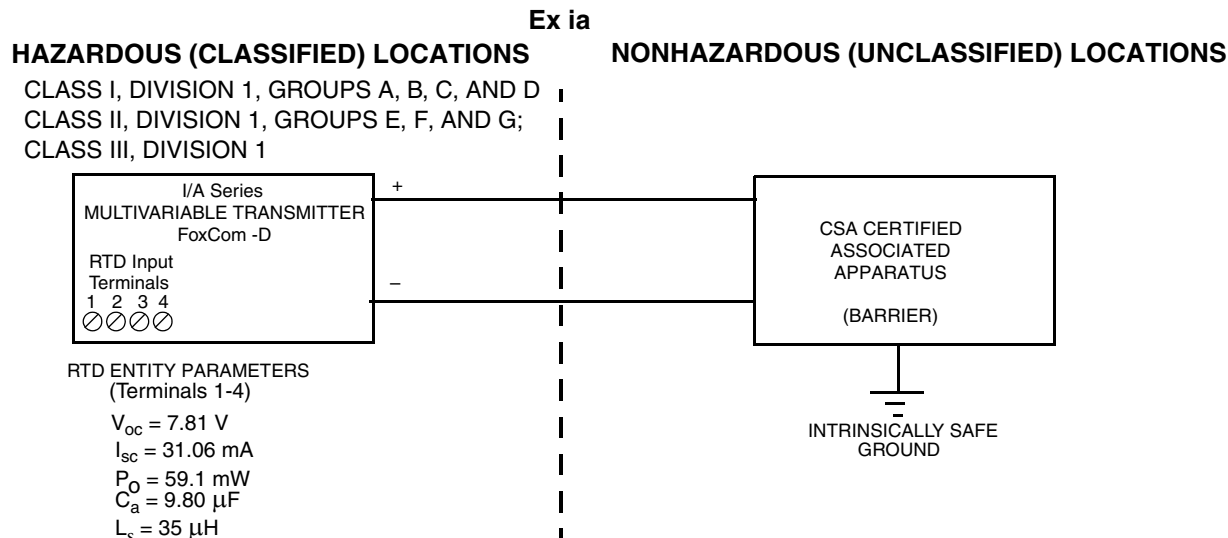 Ex ia
HAZARDOUS (CLASSIFIED) LOCATIONS
NONHAZARDOUS (UNCLASSIFIED) LOCATIONS
CLASS I, DIVISION 1, GROUPS A, B, C, AND D
CLASS II, DIVISION 1, GROUPS E, F, AND G;
CLASS III, DIVISION 1
I/A Series
MULTIVARIABLE TRANSMITTER
FoxCom -D
RTD Input
Terminals
1 2 3 4
+
–
CSA CERTIFIED
ASSOCIATED
APPARATUS
(BARRIER)
INTRINSICALLY SAFE
GROUND
RTD ENTITY PARAMETERS
(Terminals 1-4)
Voc = 7.81 V
Isc = 31.06 mA
PO = 59.1 mW
Ca = 9.80 μF
Ls = 35 μH